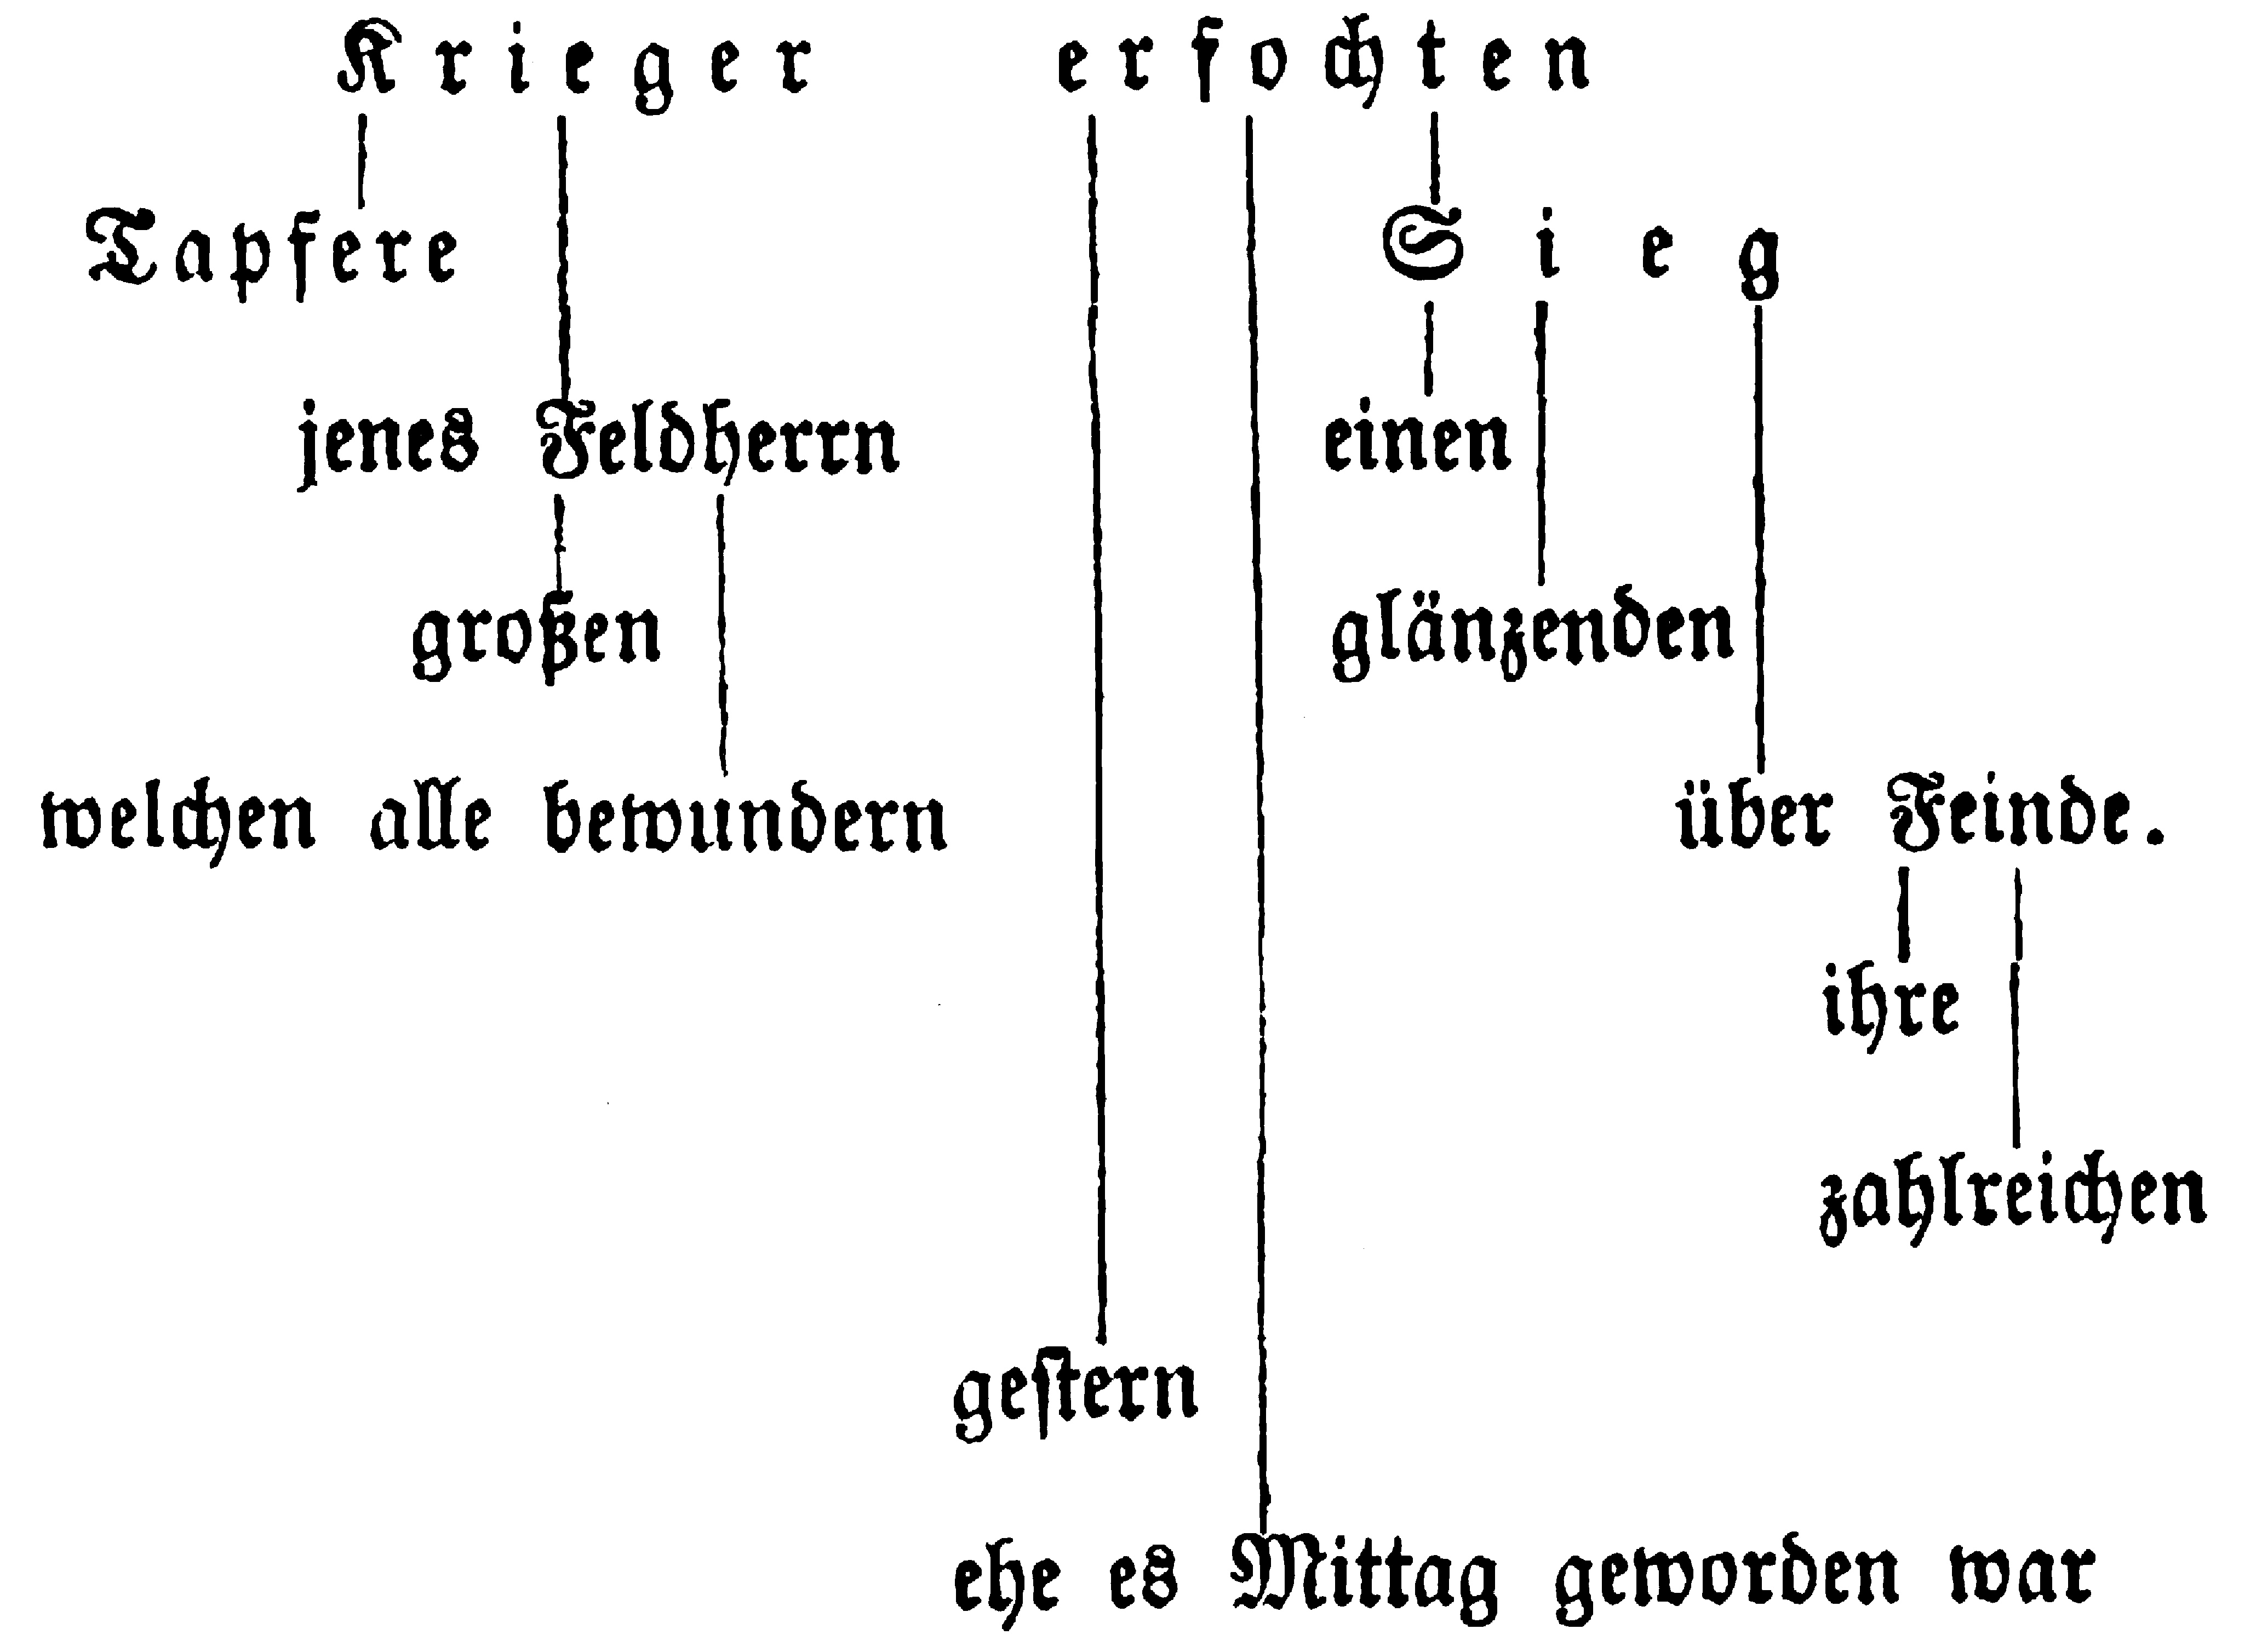 Krieger erfochten
Tapfere Sieg
jenes Feldherrn einen
großen glänzenden
welchen alle bewundern über Feinde.
ihre
zahlreichen
gestern
ehe es Mittag geworden war